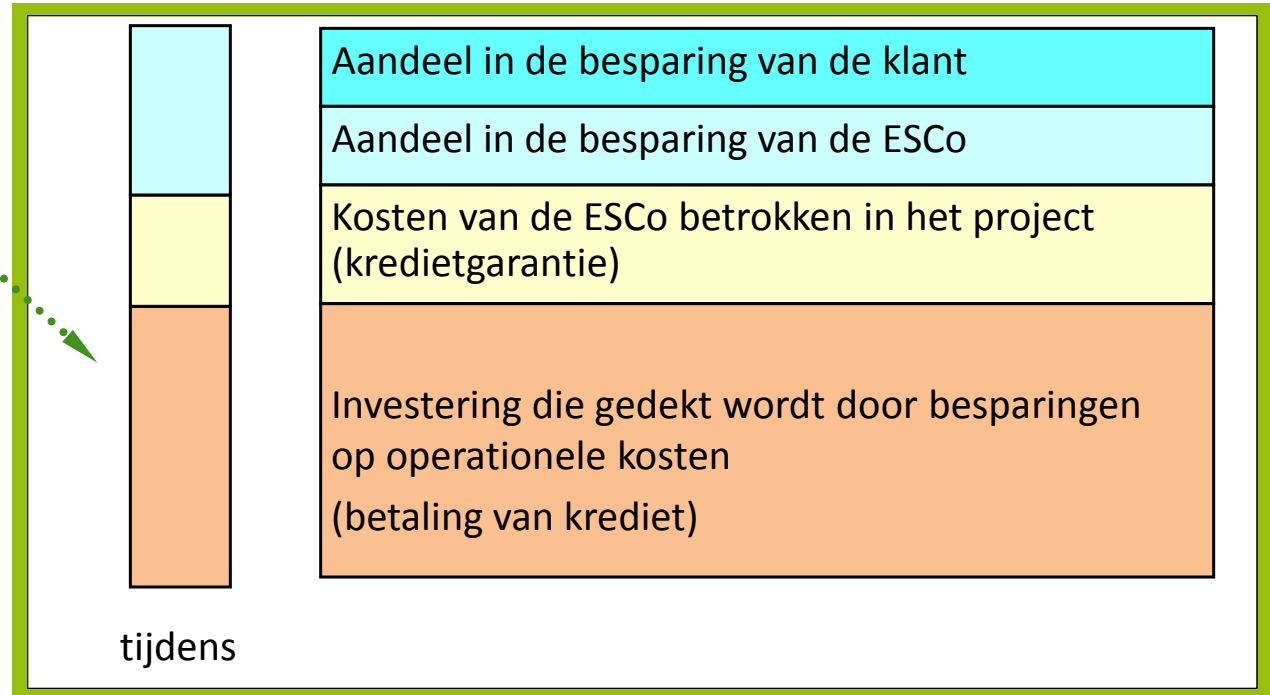 Aandeel in de besparing van de klant
Aandeel in de besparing van de ESCo
Kosten van de ESCo betrokken in het project
(kredietgarantie)
Investering die gedekt wordt door besparingen
op operationele kosten
(betaling van krediet)
tijdens